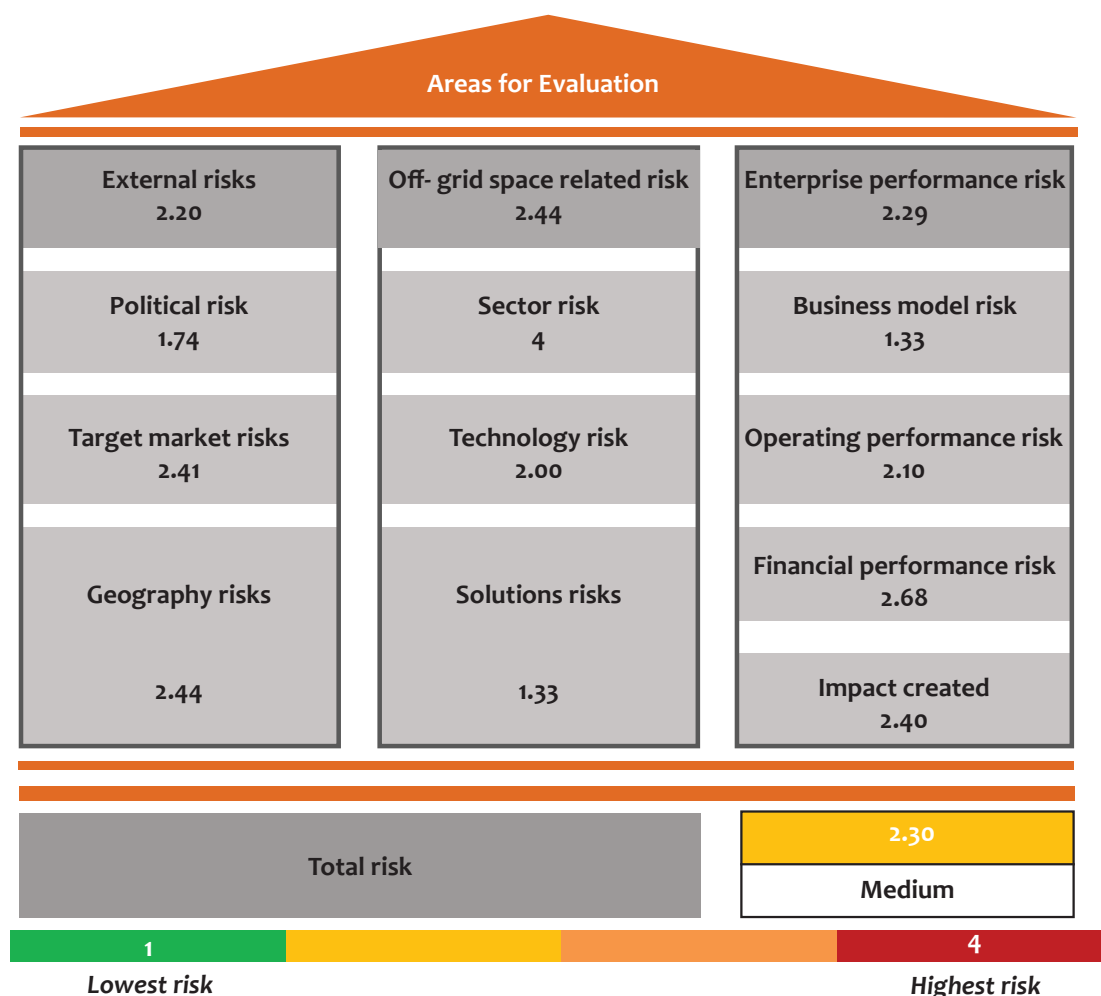 Areas for Evaluation
External risks
2.20
Political risk
1.74
Target market risks
2.41
Geography risks
2.44
Off- grid space related risk
2.44
Sector risk
4
Technology risk
2.00
Solutions risks
1.33
Enterprise performance risk
2.29
Business model risk
1.33
Operating performance risk
2.10
Financial performance risk
2.68
Impact created
2.40
Total risk
2.30
Medium
1
4
Lowest risk
Highest risk